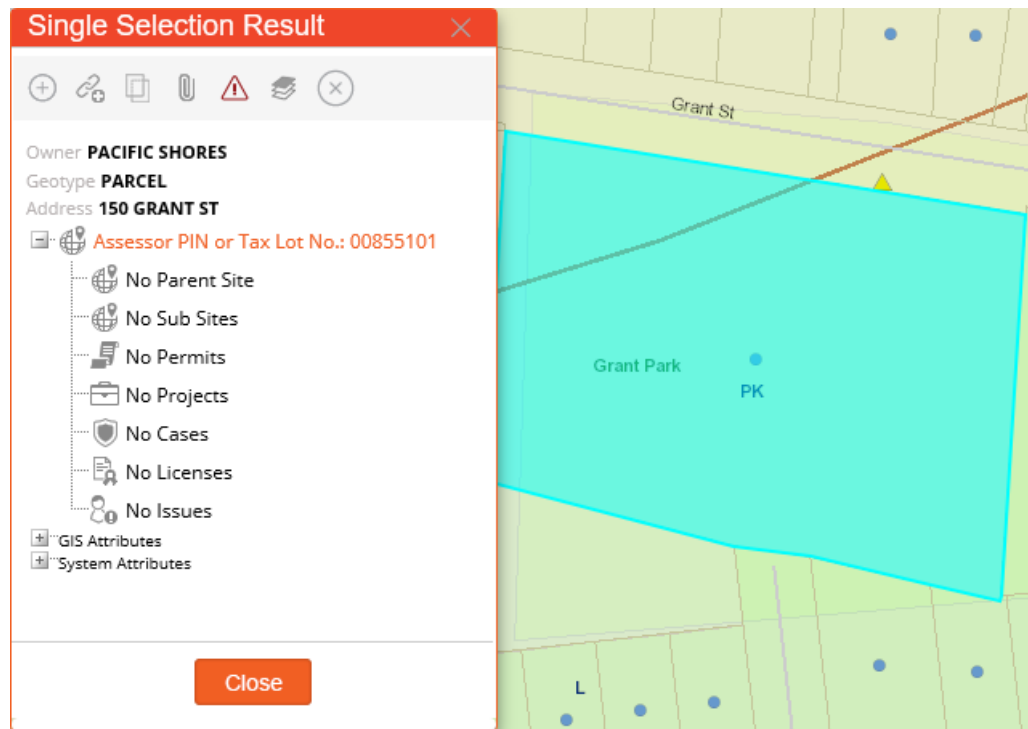 Single Selection Result
Owner PACIFIC SHORES
Geotype PARCEL
Address 150 GRANT ST
Assessor PIN or Tax Lot No.: 00855101
No Parent Site
No Sub Sites
No Permits
No Projects
No Cases
No Licenses
No Issues
GIS Attributes
System Attributes
Close
Grant St
Grant Park
PK
L